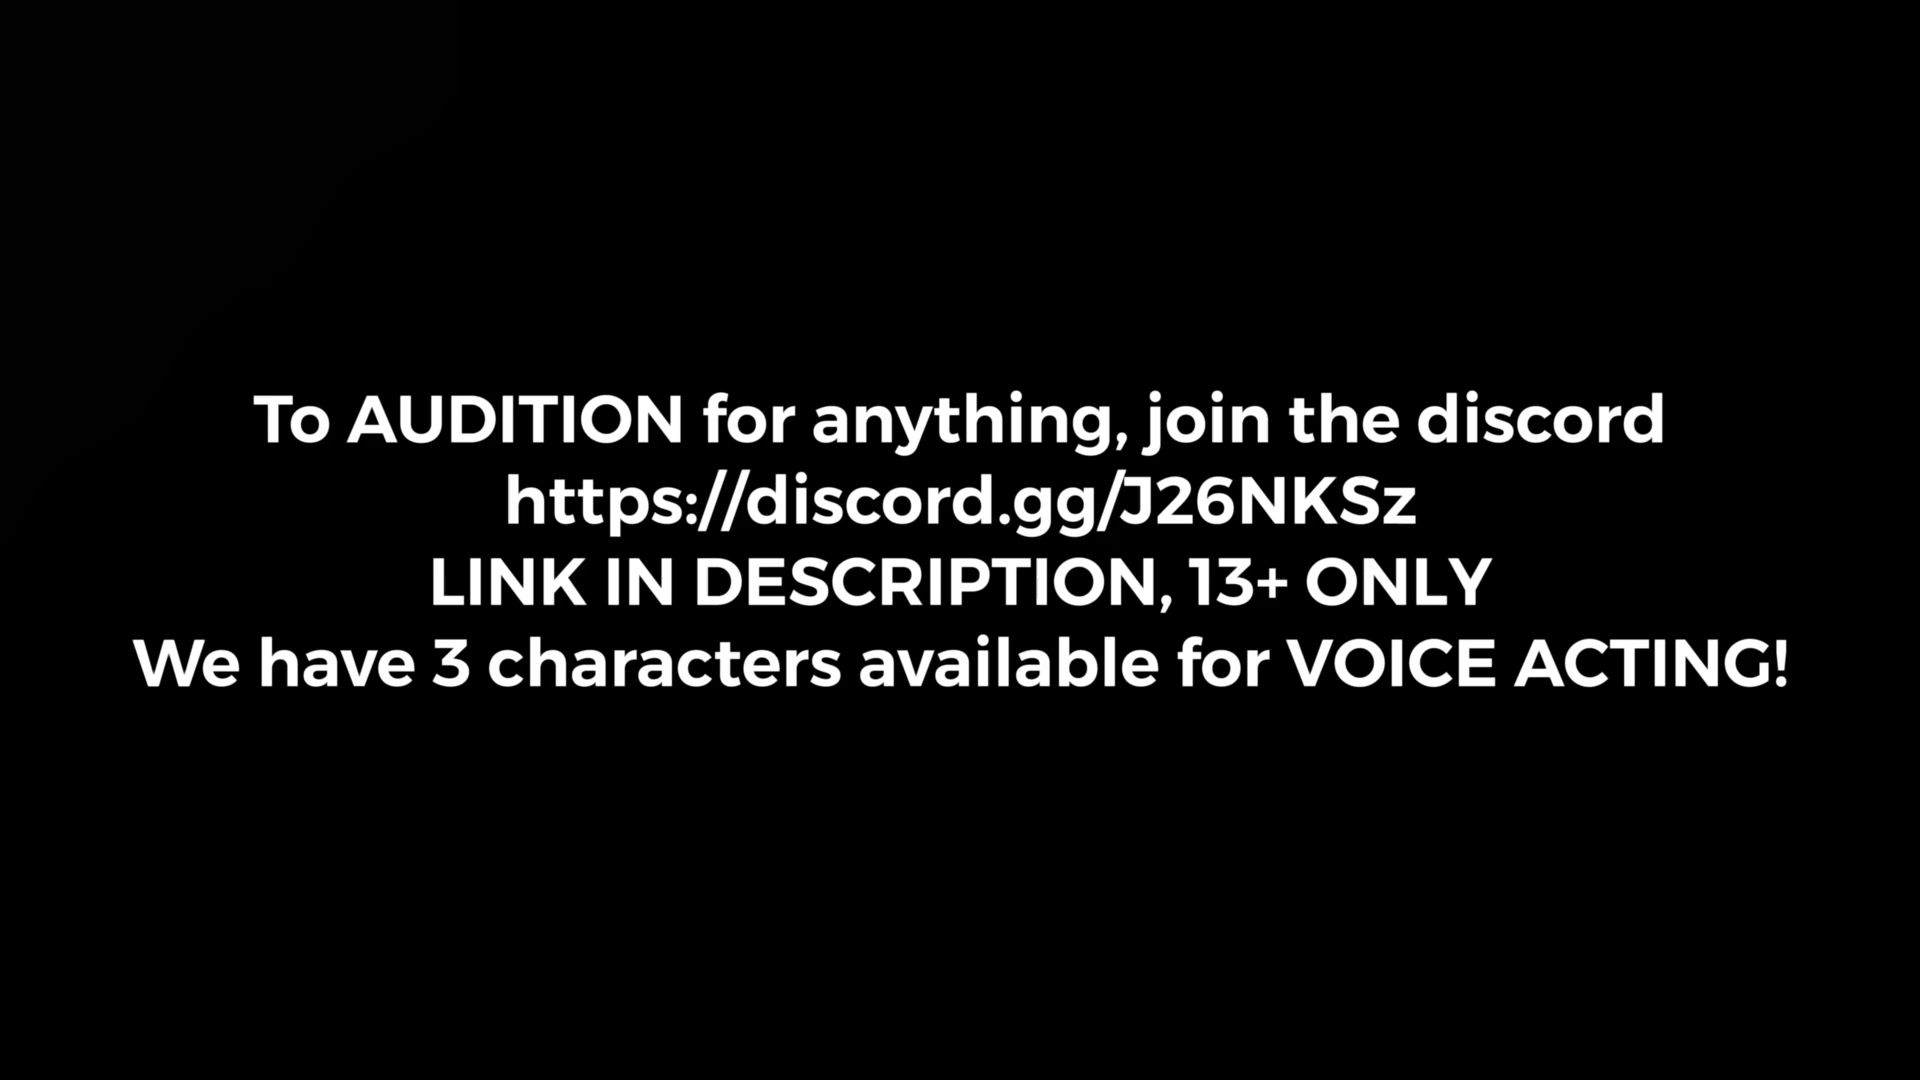 To AUDITION for anything, join the discord
https://discord.gg/J26NKSz
LINK IN DESCRIPTION, 13+ ONLY
We have 3 characters available for VOICE ACTING!